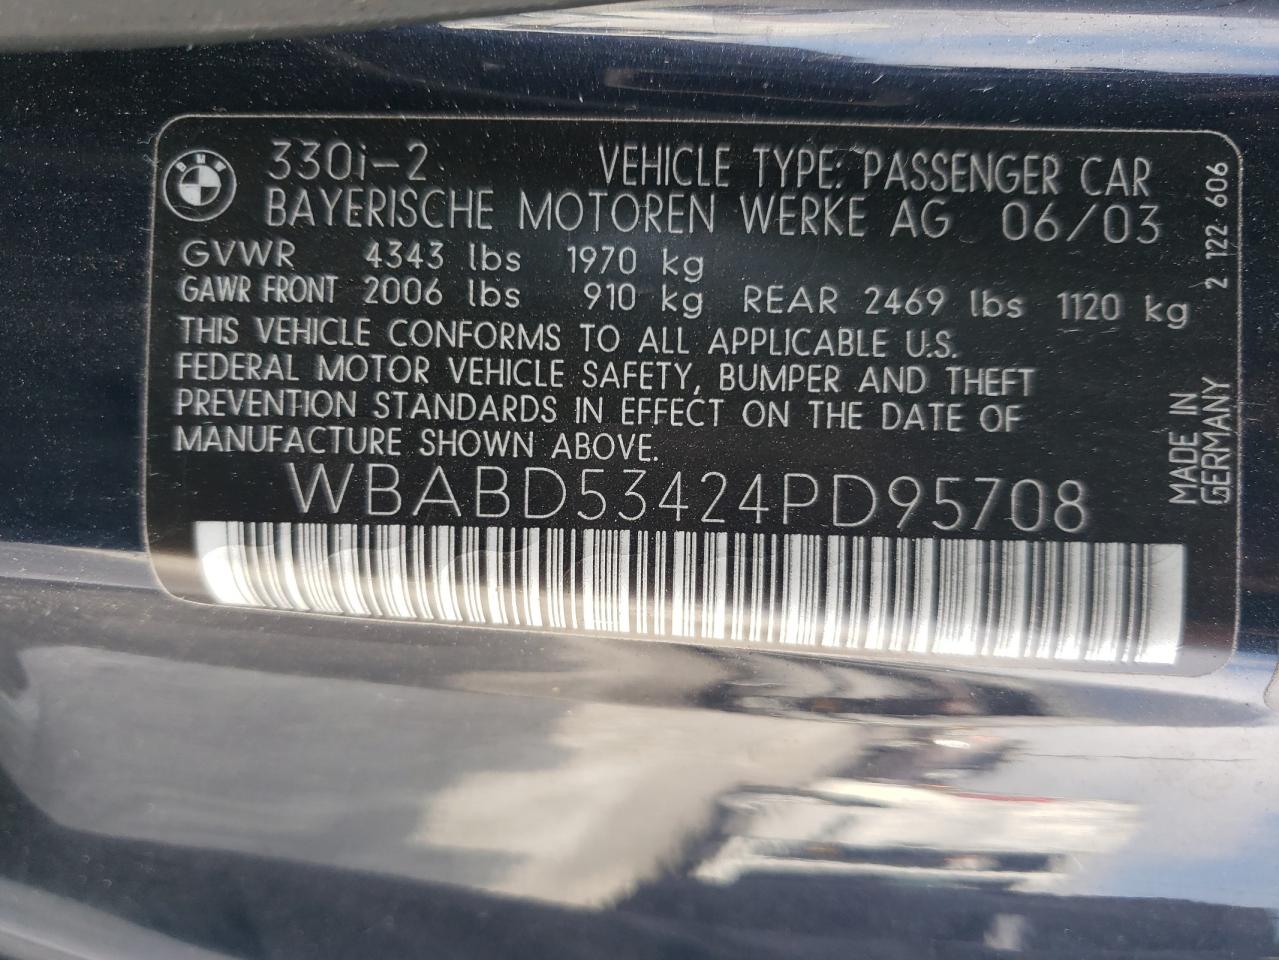 330i-2 VEHICLE TYPE: PASSENGER CAR
BAYERISCHE MOTOREN WERKE AG 06/03
GVWR 4343 lbs 1970 kg
GAWR FRONT 2006 lbs 910 kg REAR 2469 lbs 1120 kg
THIS VEHICLE CONFORMS TO ALL APPLICABLE U.S.
FEDERAL MOTOR VEHICLE SAFETY, BUMPER AND THEFT
PREVENTION STANDARDS IN EFFECT ON THE DATE OF
MANUFACTURE SHOWN ABOVE.
WBABD53424PD95708
MADE IN
GERMANY
2 122 606